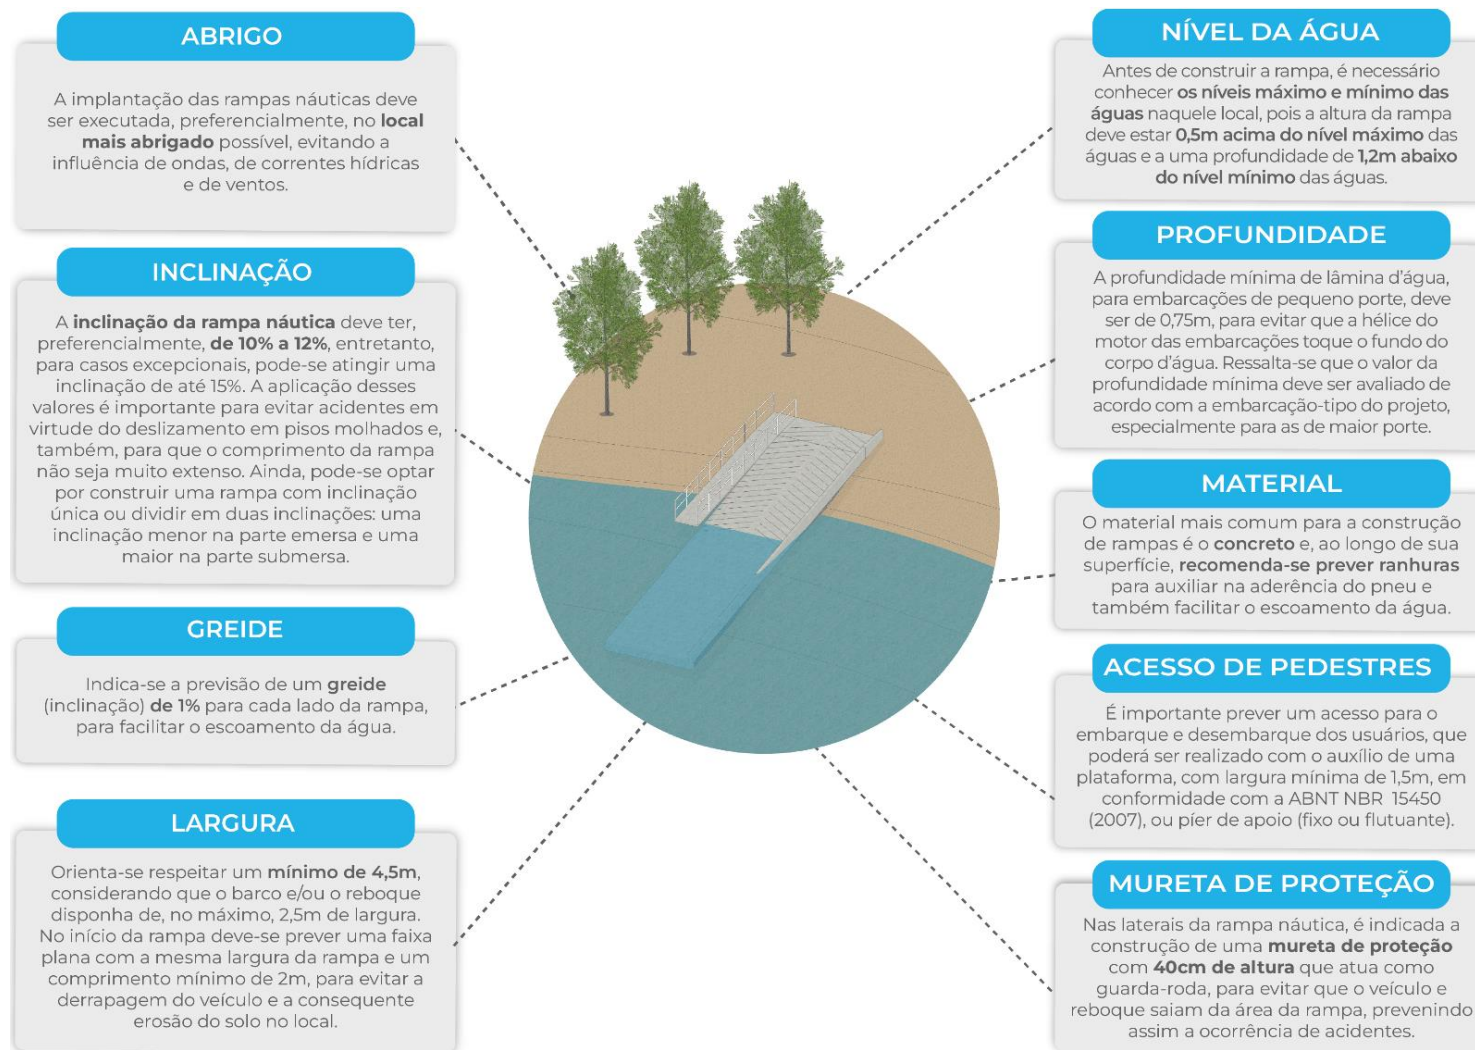 ABRIGO
A implantação das rampas náuticas deve
ser executada, preferencialmente, no local
mais abrigado possível, evitando a
influência de ondas, de correntes hídricas
e de ventos.
INCLINAÇÃO
A inclinação da rampa náutica deve ter,
preferencialmente, de 10% a 12%, entretanto,
para casos excepcionais, pode-se atingir uma
inclinação de até 15%. A aplicação desses
valores é importante para evitar acidentes em
virtude do deslizamento em pisos molhados e,
também, para que o comprimento da rampa
não seja muito extenso. Ainda, pode-se optar
por construir uma rampa com inclinação
única ou dividir em duas inclinações: uma
inclinação menor na parte emersa e uma
maior na parte submersa.
GREIDE
Indica-se a previsão de um greide
(inclinação) de 1% para cada lado da rampa,
para facilitar o escoamento da água.
LARGURA
Orienta-se respeitar um mínimo de 4,5m,
considerando que o barco e/ou o reboque
disponha de, no máximo, 2,5m de largura.
No início da rampa deve-se prever uma faixa
plana com a mesma largura da rampa e um
comprimento mínimo de 2m, para evitar a
derrapagem do veículo e a consequente
erosão do solo no local.
NÍVEL DA ÁGUA
Antes de construir a rampa, é necessário
conhecer os níveis máximo e mínimo das
águas naquele local, pois a altura da rampa
deve estar 0,5m acima do nível máximo das
águas e a uma profundidade de 1,2m abaixo
do nível mínimo das águas.
PROFUNDIDADE
A profundidade mínima de lâmina d'água,
para embarcações de pequeno porte, deve
ser de 0,75m, para evitar que a hélice do
motor das embarcações toque o fundo do
corpo d'água. Ressalta-se que o valor da
profundidade mínima deve ser avaliado de
acordo com a embarcação-tipo do projeto,
especialmente para as de maior porte.
MATERIAL
O material mais comum para a construção
de rampas é o concreto e, ao longo de sua
superfície, recomenda-se prever ranhuras
para auxiliar na aderência do pneu e
também facilitar o escoamento da água.
ACESSO DE PEDESTRES
É importante prever um acesso para o
embarque e desembarque dos usuários, que
poderá ser realizado com o auxílio de uma
plataforma, com largura mínima de 1,5m, em
conformidade com a ABNT NBR 15450
(2007), ou píer de apoio (fixo ou flutuante).
MURETA DE PROTEÇÃO
Nas laterais da rampa náutica, é indicada a
construção de uma mureta de proteção
com 40cm de altura que atua como
guarda-roda, para evitar que o veículo e
reboque saiam da área da rampa, prevenindo
assim a ocorrência de acidentes.